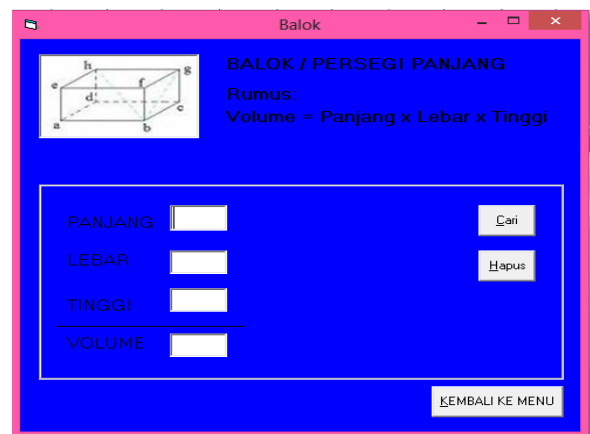 Balok
BALOK / PERSEGI PANJANG
Rumus:
Volume = Panjang x Lebar x Tinggi
h g
e f
d c
a b
PANJANG
Cari
LEBAR
Hapus
TINGGI
VOLUME
KEMBALI KE MENU